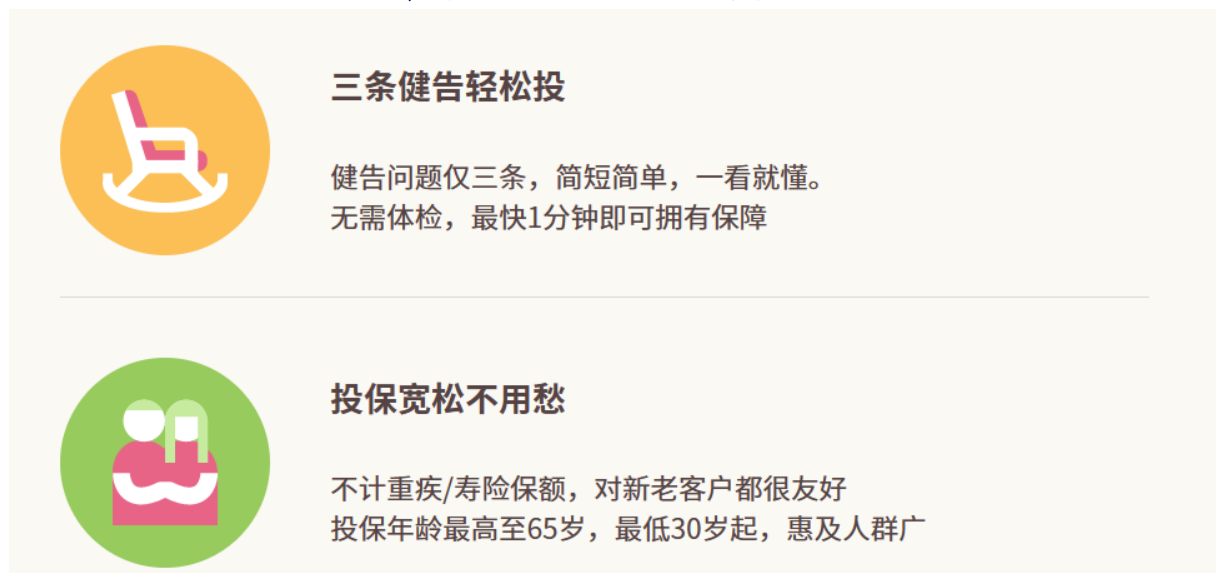 三条健告轻松投
健告问题仅三条，简短简单，一看就懂。
无需体检，最快1分钟即可拥有保障
投保宽松不用愁
不计重疾/寿险保额，对新老客户都很友好
投保年龄最高至65岁，最低30岁起，惠及人群广